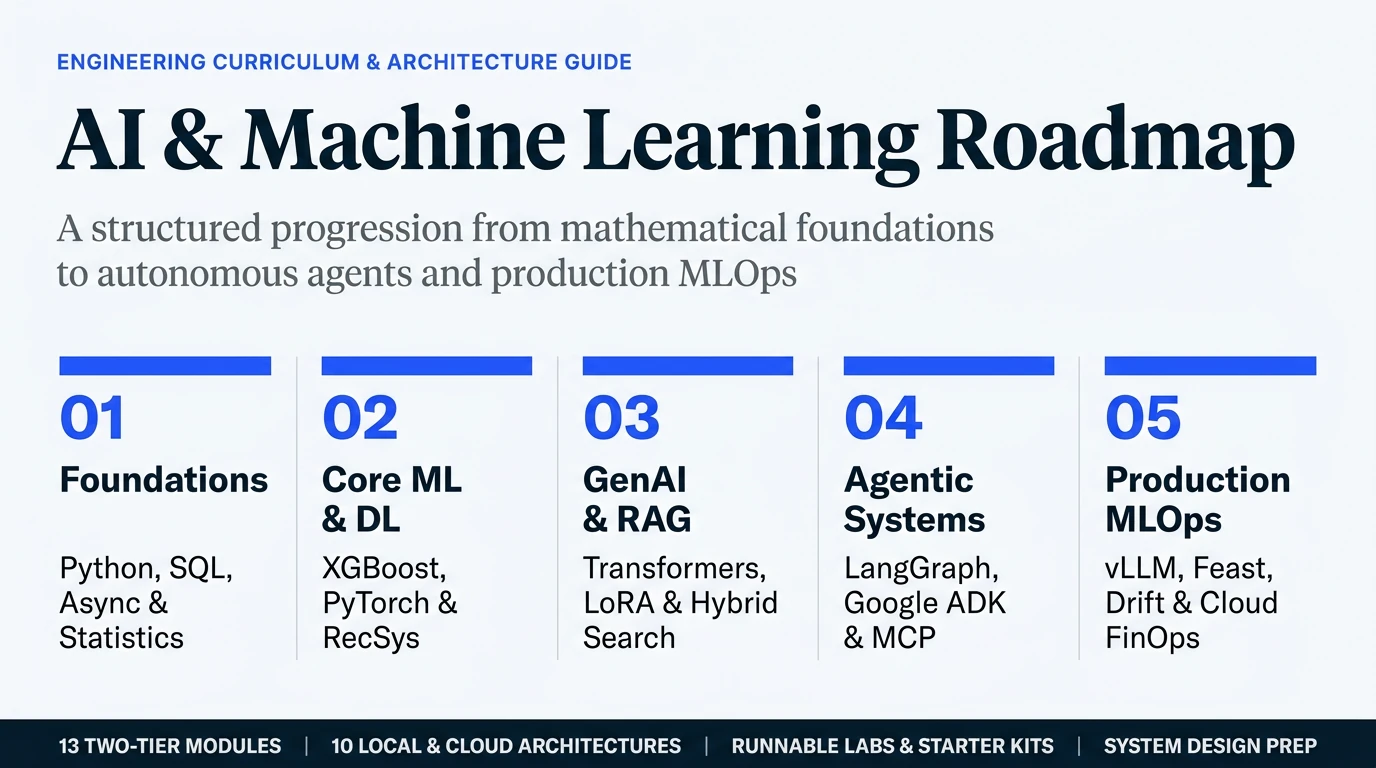 ENGINEERING CURRICULUM & ARCHITECTURE GUIDE
AI & Machine Learning Roadmap
A structured progression from mathematical foundations
to autonomous agents and production MLOps
01
Foundations
Python, SQL,
Async &
Statistics
02
Core ML
& DL
XGBoost,
PyTorch &
RecSys
03
GenAI
& RAG
Transformers,
LoRA & Hybrid
Search
04
Agentic
Systems
LangGraph,
Google ADK
& MCP
05
Production
MLOps
vLLM, Feast,
Drift & Cloud
FinOps
13 TWO-TIER MODULES | 10 LOCAL & CLOUD ARCHITECTURES | RUNNABLE LABS & STARTER KITS | SYSTEM DESIGN PREP